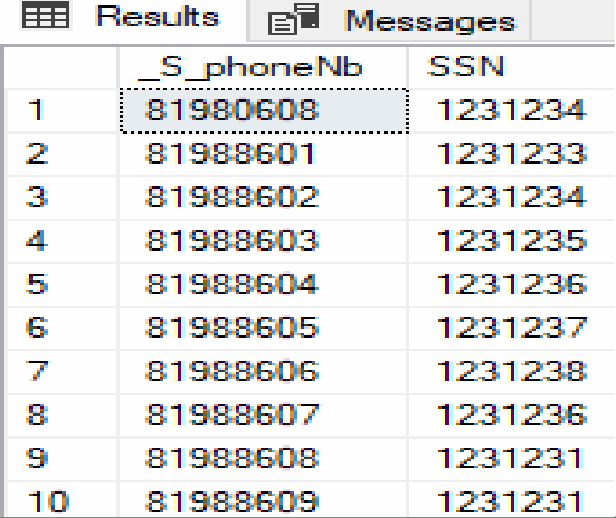 Results Messages
_S_phoneNb SSN
1 81980608 1231234
2 81988601 1231233
3 81988602 1231234
4 81988603 1231235
5 81988604 1231236
6 81988605 1231237
7 81988606 1231238
8 81988607 1231236
9 81988608 1231231
10 81988609 1231231